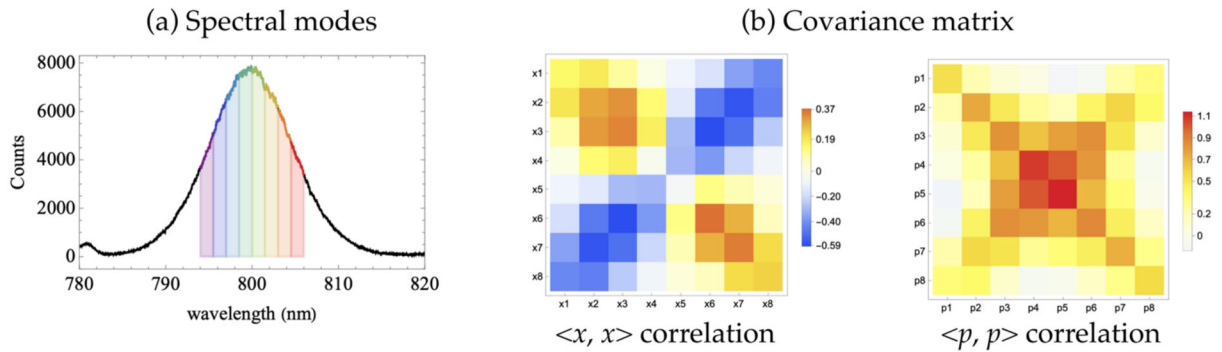 (a) Spectral modes
(b) Covariance matrix
8000
6000
4000
2000
0
Counts
780
790
800
810
820
wavelength (nm)
x1
x2
x3
x4
x5
x6
x7
x8
x1 x2 x3 x4 x5 x6 x7 x8
0.37
0.19
0
-0.20
-0.40
-0.59
<x, x> correlation
p1
p2
p3
p4
p5
p6
p7
p8
p1 p2 p3 p4 p5 p6 p7 p8
1.1
0.9
0.7
0.5
0.2
0
<p, p> correlation